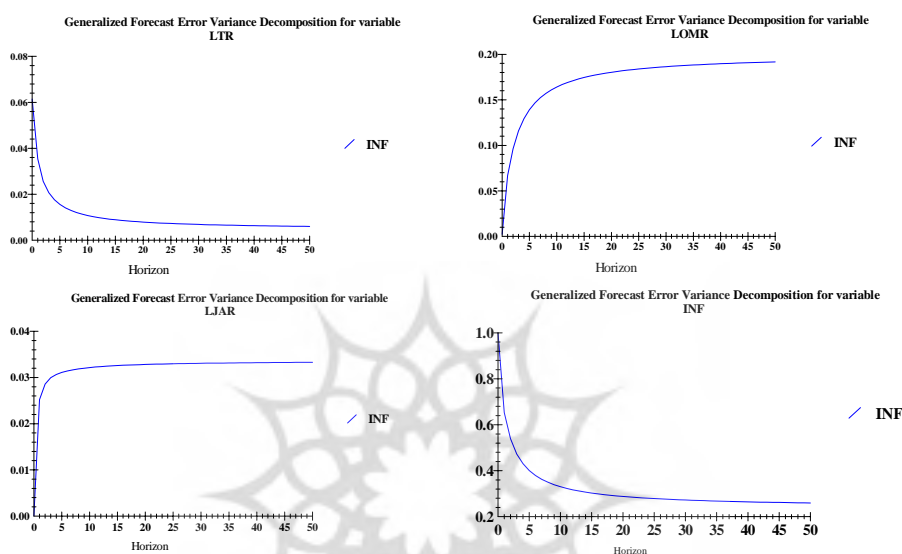 Generalized Forecast Error Variance Decomposition for variable
LTR
0.08
0.06
0.04
0.02
0.00
0 5 10 15 20 25 30 35 40 45 50
Horizon
INF
Generalized Forecast Error Variance Decomposition for variable
LOMR
0.20
0.15
0.10
0.05
0.00
0 5 10 15 20 25 30 35 40 45 50
Horizon
INF
Generalized Forecast Error Variance Decomposition for variable
LJAR
0.04
0.03
0.02
0.01
0.00
0 5 10 15 20 25 30 35 40 45 50
Horizon
INF
Generalized Forecast Error Variance Decomposition for variable
INF
1.0
0.8
0.6
0.4
0.2
0 5 10 15 20 25 30 35 40 45 50
Horizon
INF